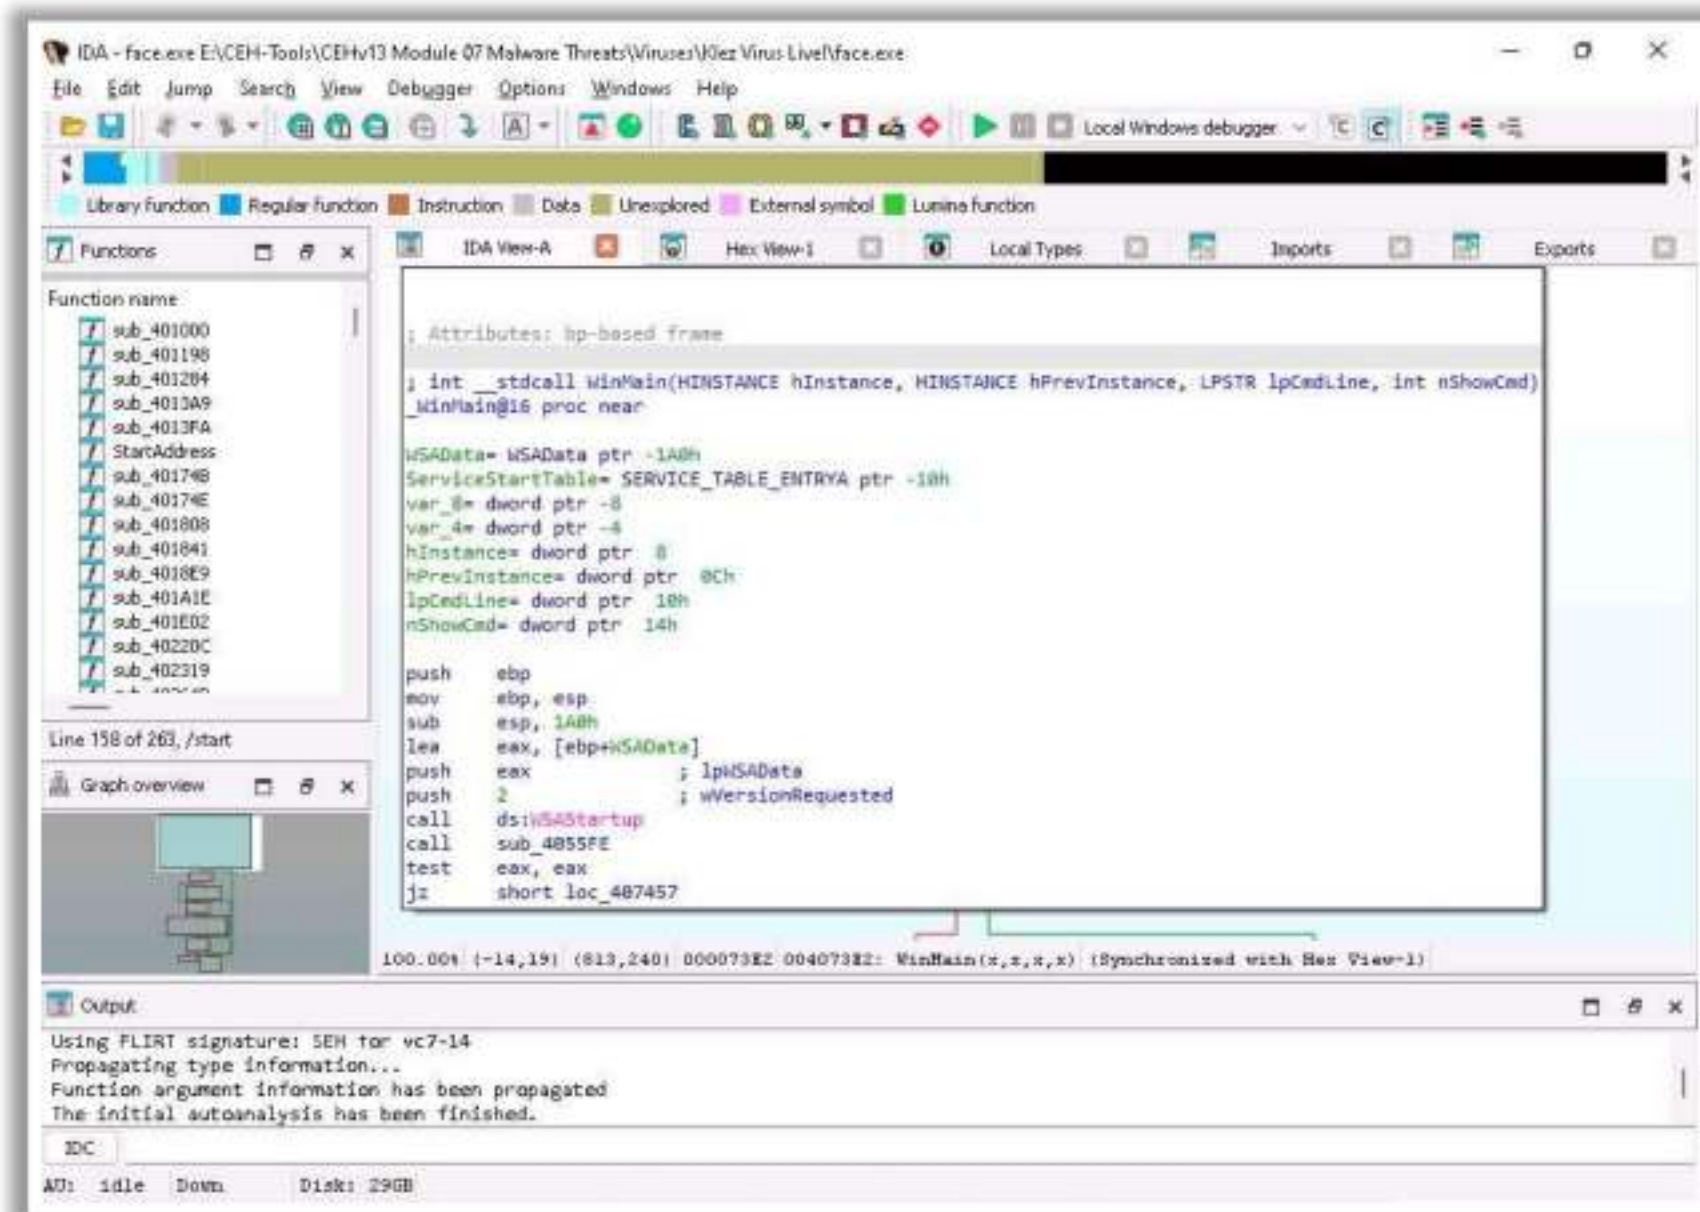 IDA - face.exe E:\CEH-Tools\CEHv13 Module 07 Malware Threats\Viruses\Klez Virus Live!\face.exe
File Edit Jump Search View Debugger Options Windows Help
Local Windows debugger
Library function Regular function Instruction Data Unexplored External symbol Lumina function
Functions
IDA View-A Hex View-1 Local Types Imports Exports
Function name
sub_401000
sub_401198
sub_401284
sub_4013A9
sub_4013FA
StartAddress
sub_40174B
sub_40174E
sub_401808
sub_401841
sub_4018E9
sub_401A1E
sub_401E02
sub_40220C
sub_402319
Line 158 of 263, /start
Graph overview
; Attributes: bp-based frame
; int __stdcall WinMain(HINSTANCE hInstance, HINSTANCE hPrevInstance, LPSTR lpCmdLine, int nShowCmd)
_WinMain@16 proc near
WSAData= WSAData ptr -1A0h
ServiceStartTable= SERVICE_TABLE_ENTRYA ptr -10h
var_8= dword ptr -8
var_4= dword ptr -4
hInstance= dword ptr 8
hPrevInstance= dword ptr 0Ch
lpCmdLine= dword ptr 10h
nShowCmd= dword ptr 14h
push ebp
mov ebp, esp
sub esp, 1A0h
lea eax, [ebp+WSAData]
push eax ; lpWSAData
push 2 ; wVersionRequested
call ds:WSAStartup
call sub_4055FE
test eax, eax
jz short loc_407457
100.00% (-14,19) (813,240) 000073E2 004073E2: WinMain(x,x,x,x) (Synchronized with Hex View-1)
Output
Using FLIRT signature: SEH for vc7-14
Propagating type information...
Function argument information has been propagated
The initial autoanalysis has been finished.
IDC
AU: idle Down Disk: 29GB